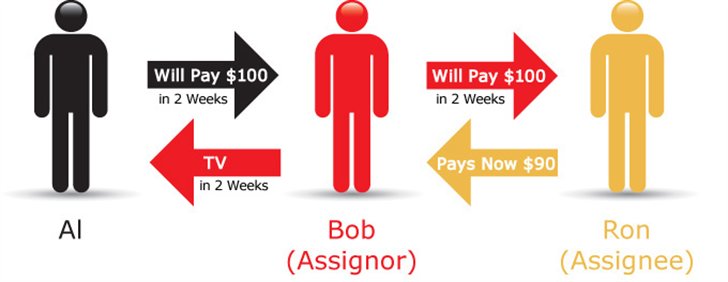 Will Pay $100
in 2 Weeks
Will Pay $100
in 2 Weeks
TV
in 2 Weeks
Pays Now $90
Al
Bob
(Assignor)
Ron
(Assignee)